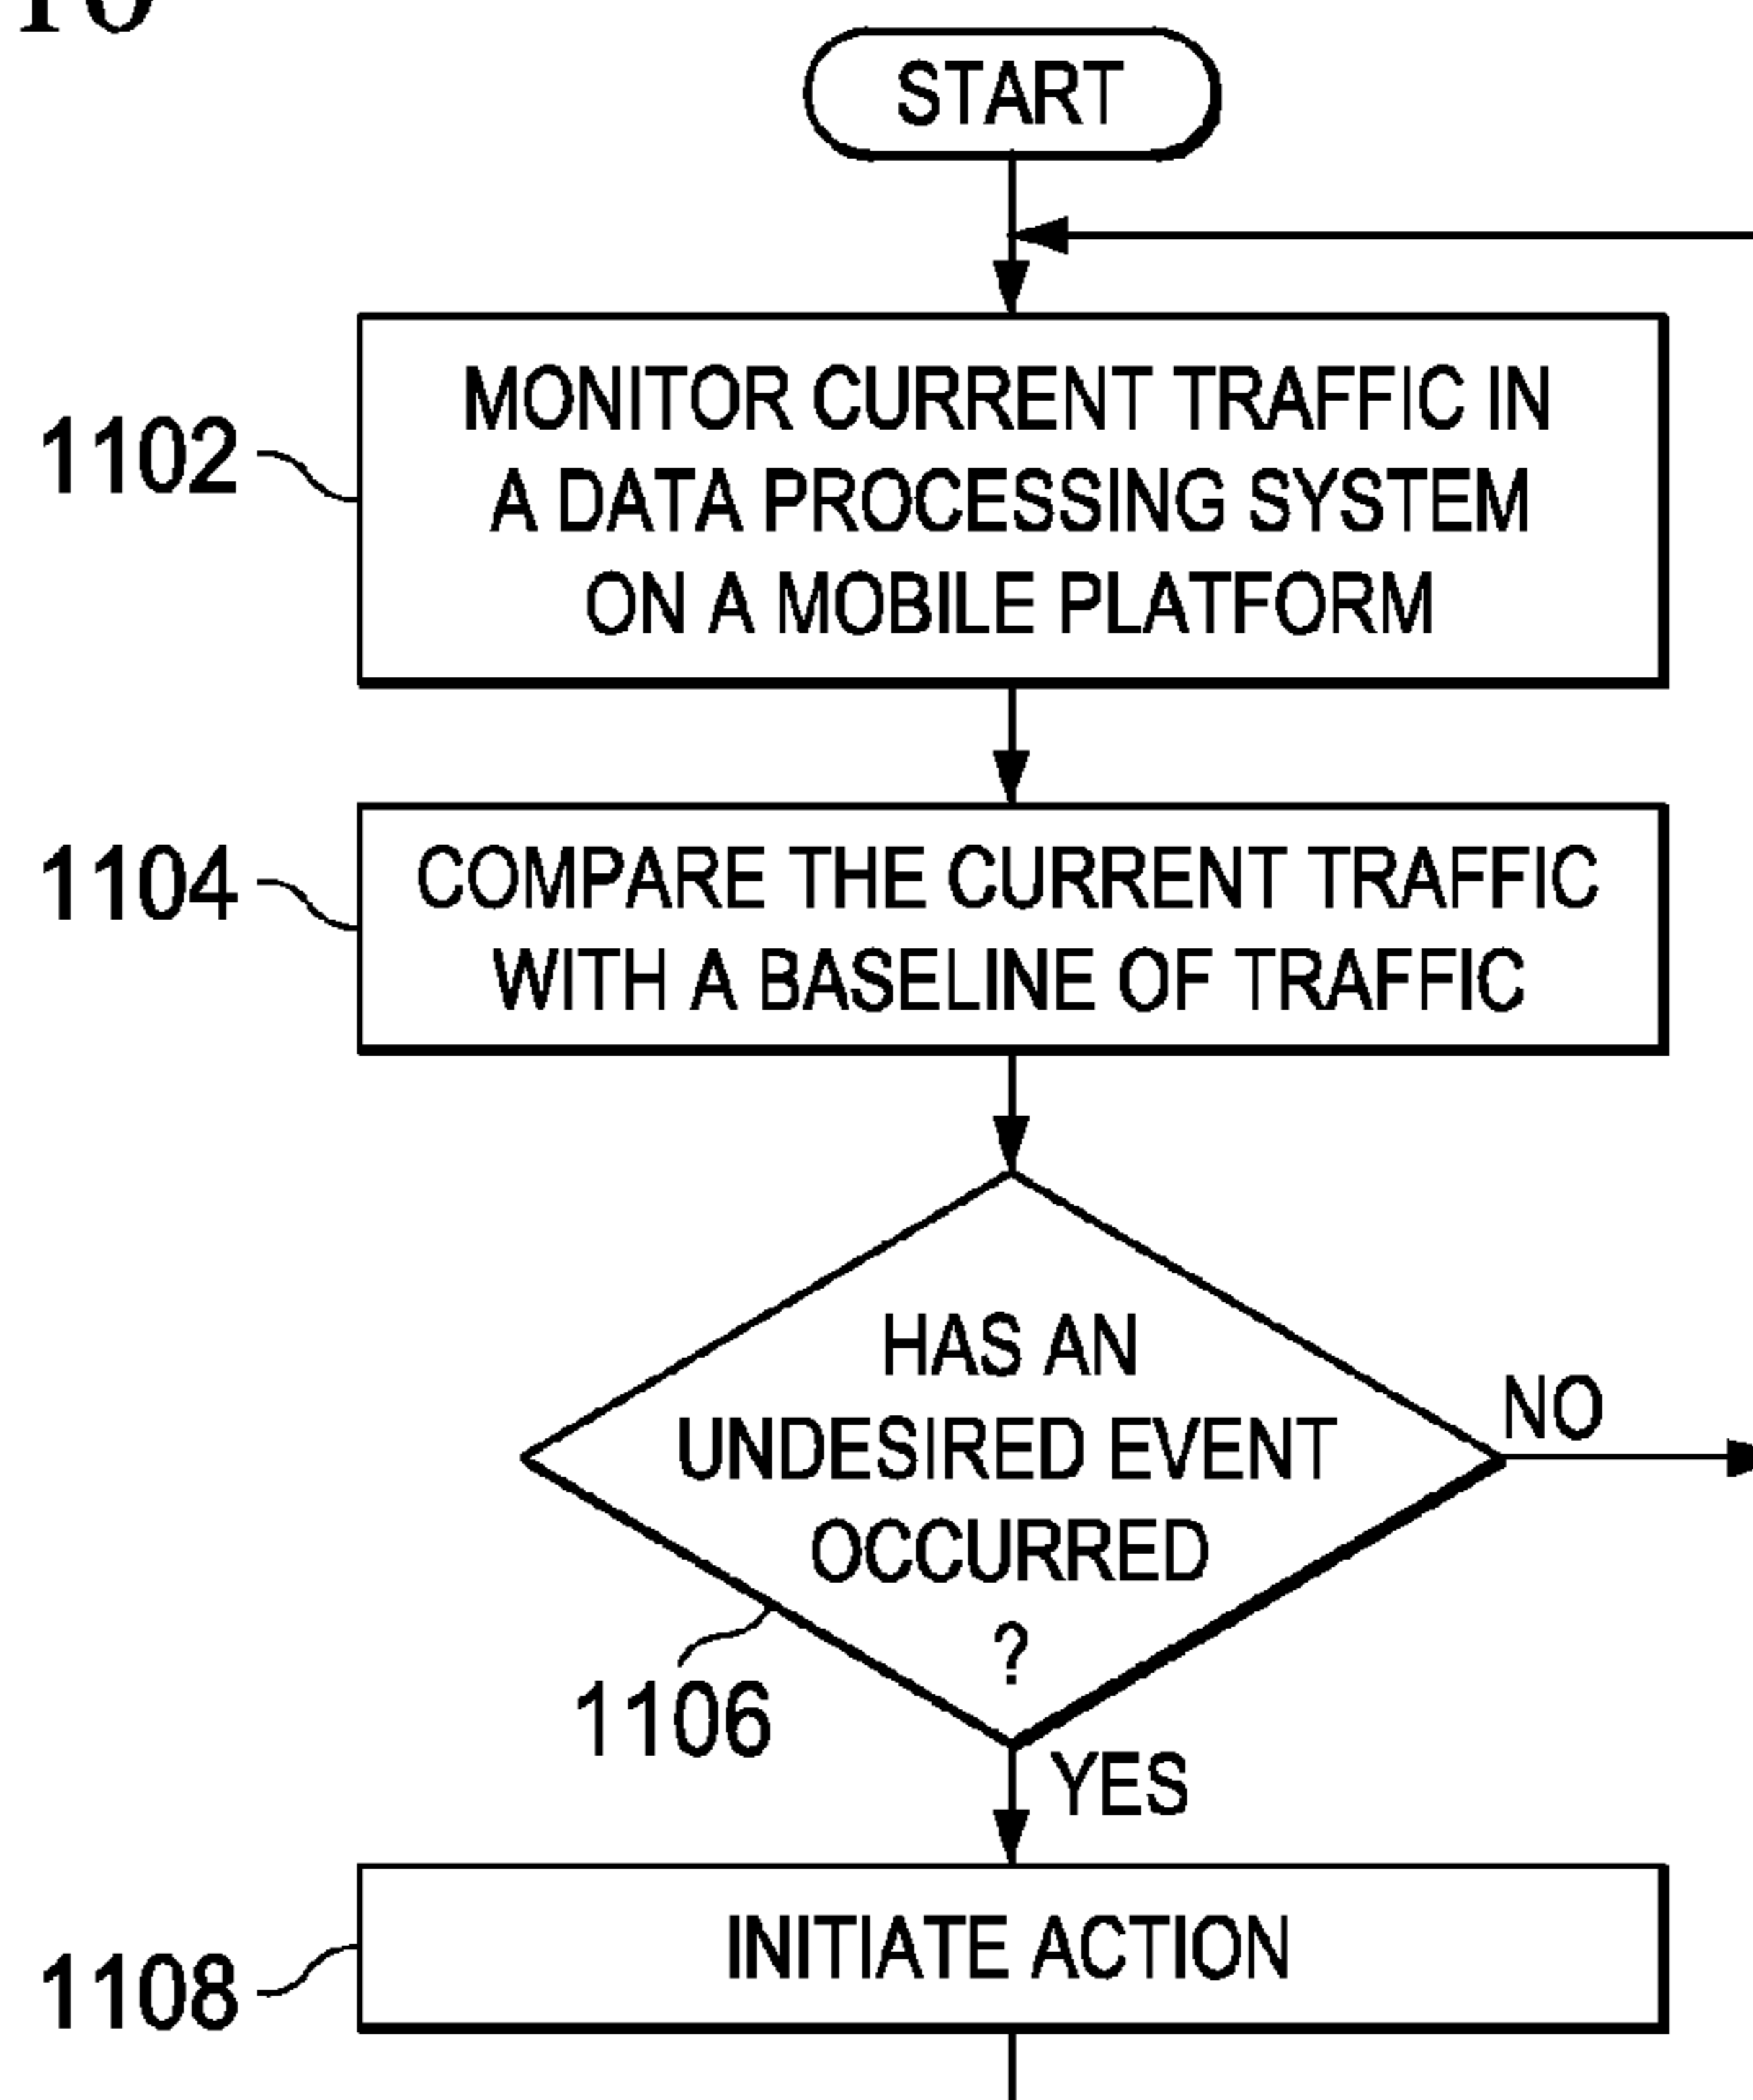 START
1102
MONITOR CURRENT TRAFFIC IN
A DATA PROCESSING SYSTEM
ON A MOBILE PLATFORM
1104
COMPARE THE CURRENT TRAFFIC
WITH A BASELINE OF TRAFFIC
HAS AN
UNDESIRED EVENT
OCCURRED
?
NO
1106
YES
INITIATE ACTION
1108